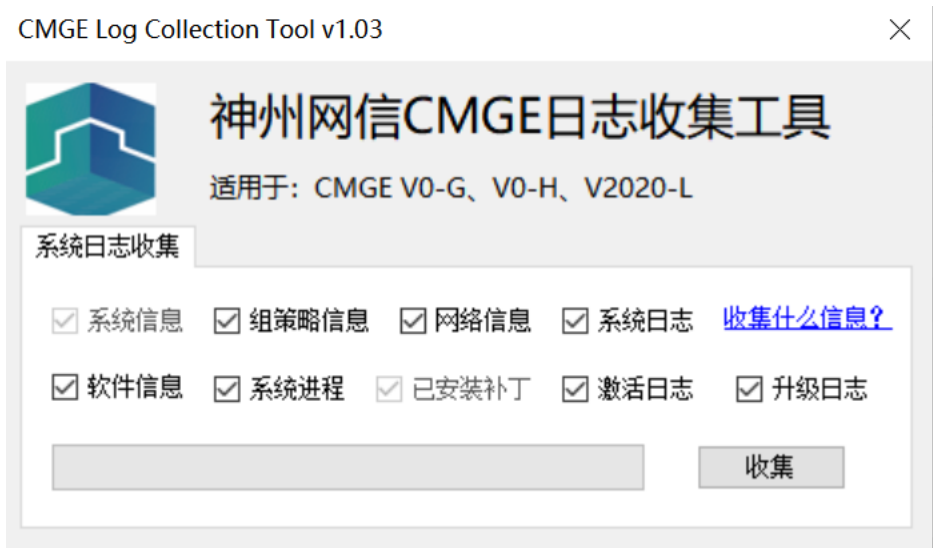 CMGE Log Collection Tool v1.03
神州网信CMGE日志收集工具
适用于：CMGE V0-G、V0-H、V2020-L
系统日志收集
系统信息 组策略信息 网络信息 系统日志 收集什么信息？
软件信息 系统进程 已安装补丁 激活日志 升级日志
收集